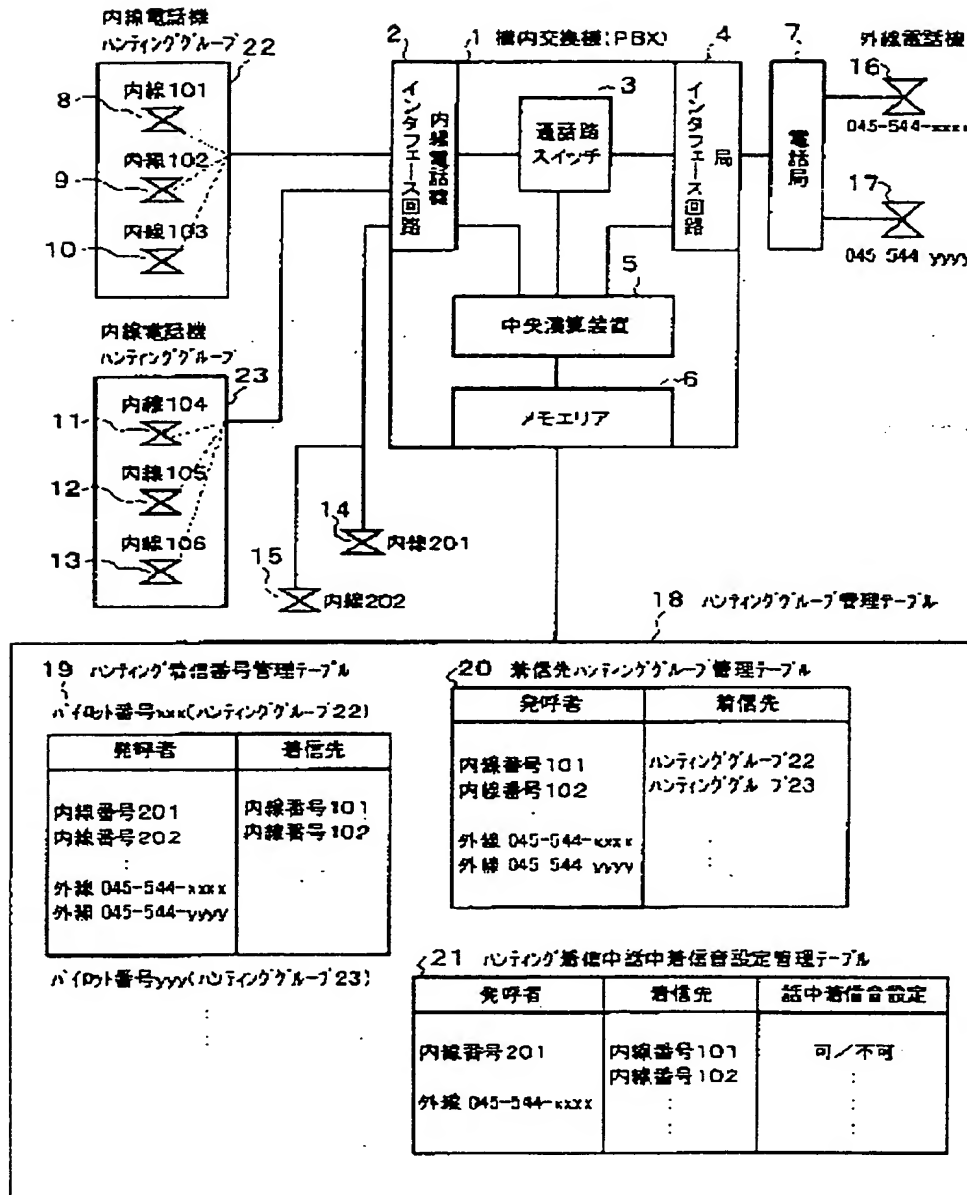 内線電話機
ハンティンググループ 22
内線101
8
内線102
9
内線103
10
2
1 構内交換機(PBX)
4
7
外線電話機
16
045-544-xxxx
17
045 544 yyyy
内線電話器
インタフェース回路
3
通話路
スイッチ
局
インタフェース回路
電話局
5
中央演算装置
6
メモエリア
内線電話機
ハンティンググループ
23
内線104
11
内線105
12
内線106
13
14
内線201
15
内線202
18 ハンティンググループ管理テーブル
19 ハンティング着信番号管理テーブル
パイロット番号xxx(ハンティンググループ22)
発呼者 着信先
内線番号201 内線番号101
内線番号202 内線番号102
外線 045-544-xxxx
外線 045-544-yyyy
パイロット番号yyy(ハンティンググループ23)
20 着信先ハンティンググループ管理テーブル
発呼者 着信先
内線番号101 ハンティンググループ22
内線番号102 ハンティンググル プ23
外線 045-544-xxxx
外線 045 544 yyyy
21 ハンティング着信中話中着信音設定管理テーブル
発呼者 着信先 話中着信音設定
内線番号201 内線番号101 可/不可
内線番号102
外線 045-544-xxxx